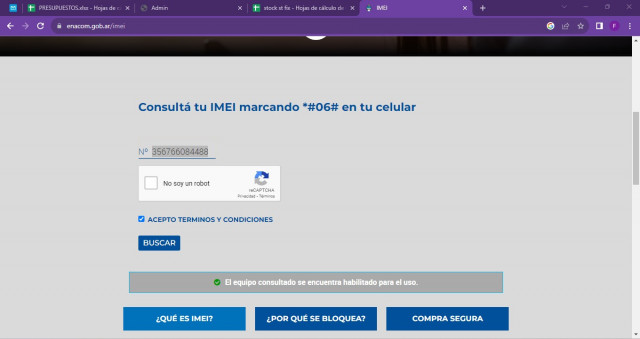 PRESUPUESTOS.xlsx - Hojas de c
Admin
stock st fix - Hojas de cálculo de
IMEI
enacom.gob.ar/imei
Consultá tu IMEI marcando *#06# en tu celular
Nº 356766084488
No soy un robot
reCAPTCHA
Privacidad - Términos
ACEPTO TERMINOS Y CONDICIONES
BUSCAR
El equipo consultado se encuentra habilitado para el uso.
¿QUÉ ES IMEI? ¿POR QUÉ SE BLOQUEA? COMPRA SEGURA